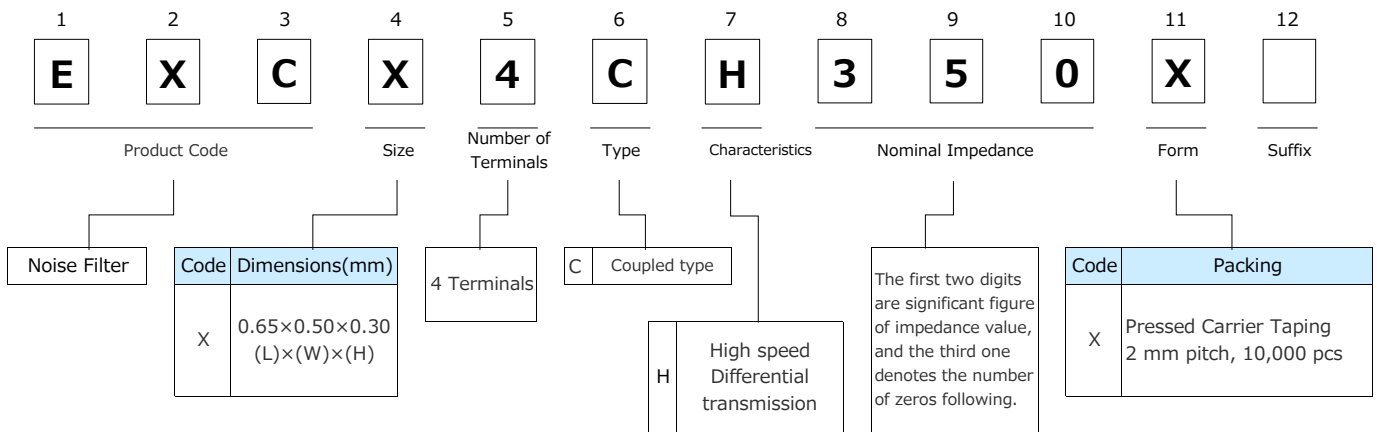 1 2 3 4 5 6 7 8 9 10 11 12
E X C X 4 C H 3 5 0 X
Product Code
Size
Number of
Terminals
Type
Characteristics
Nominal Impedance
Form
Suffix
Noise Filter
Code Dimensions(mm)
X
0.65×0.50×0.30
(L)×(W)×(H)
4 Terminals
C Coupled type
H
High speed
Differential
transmission
The first two digits
are significant figure
of impedance value,
and the third one
denotes the number
of zeros following.
Code Packing
X
Pressed Carrier Taping
2 mm pitch, 10,000 pcs